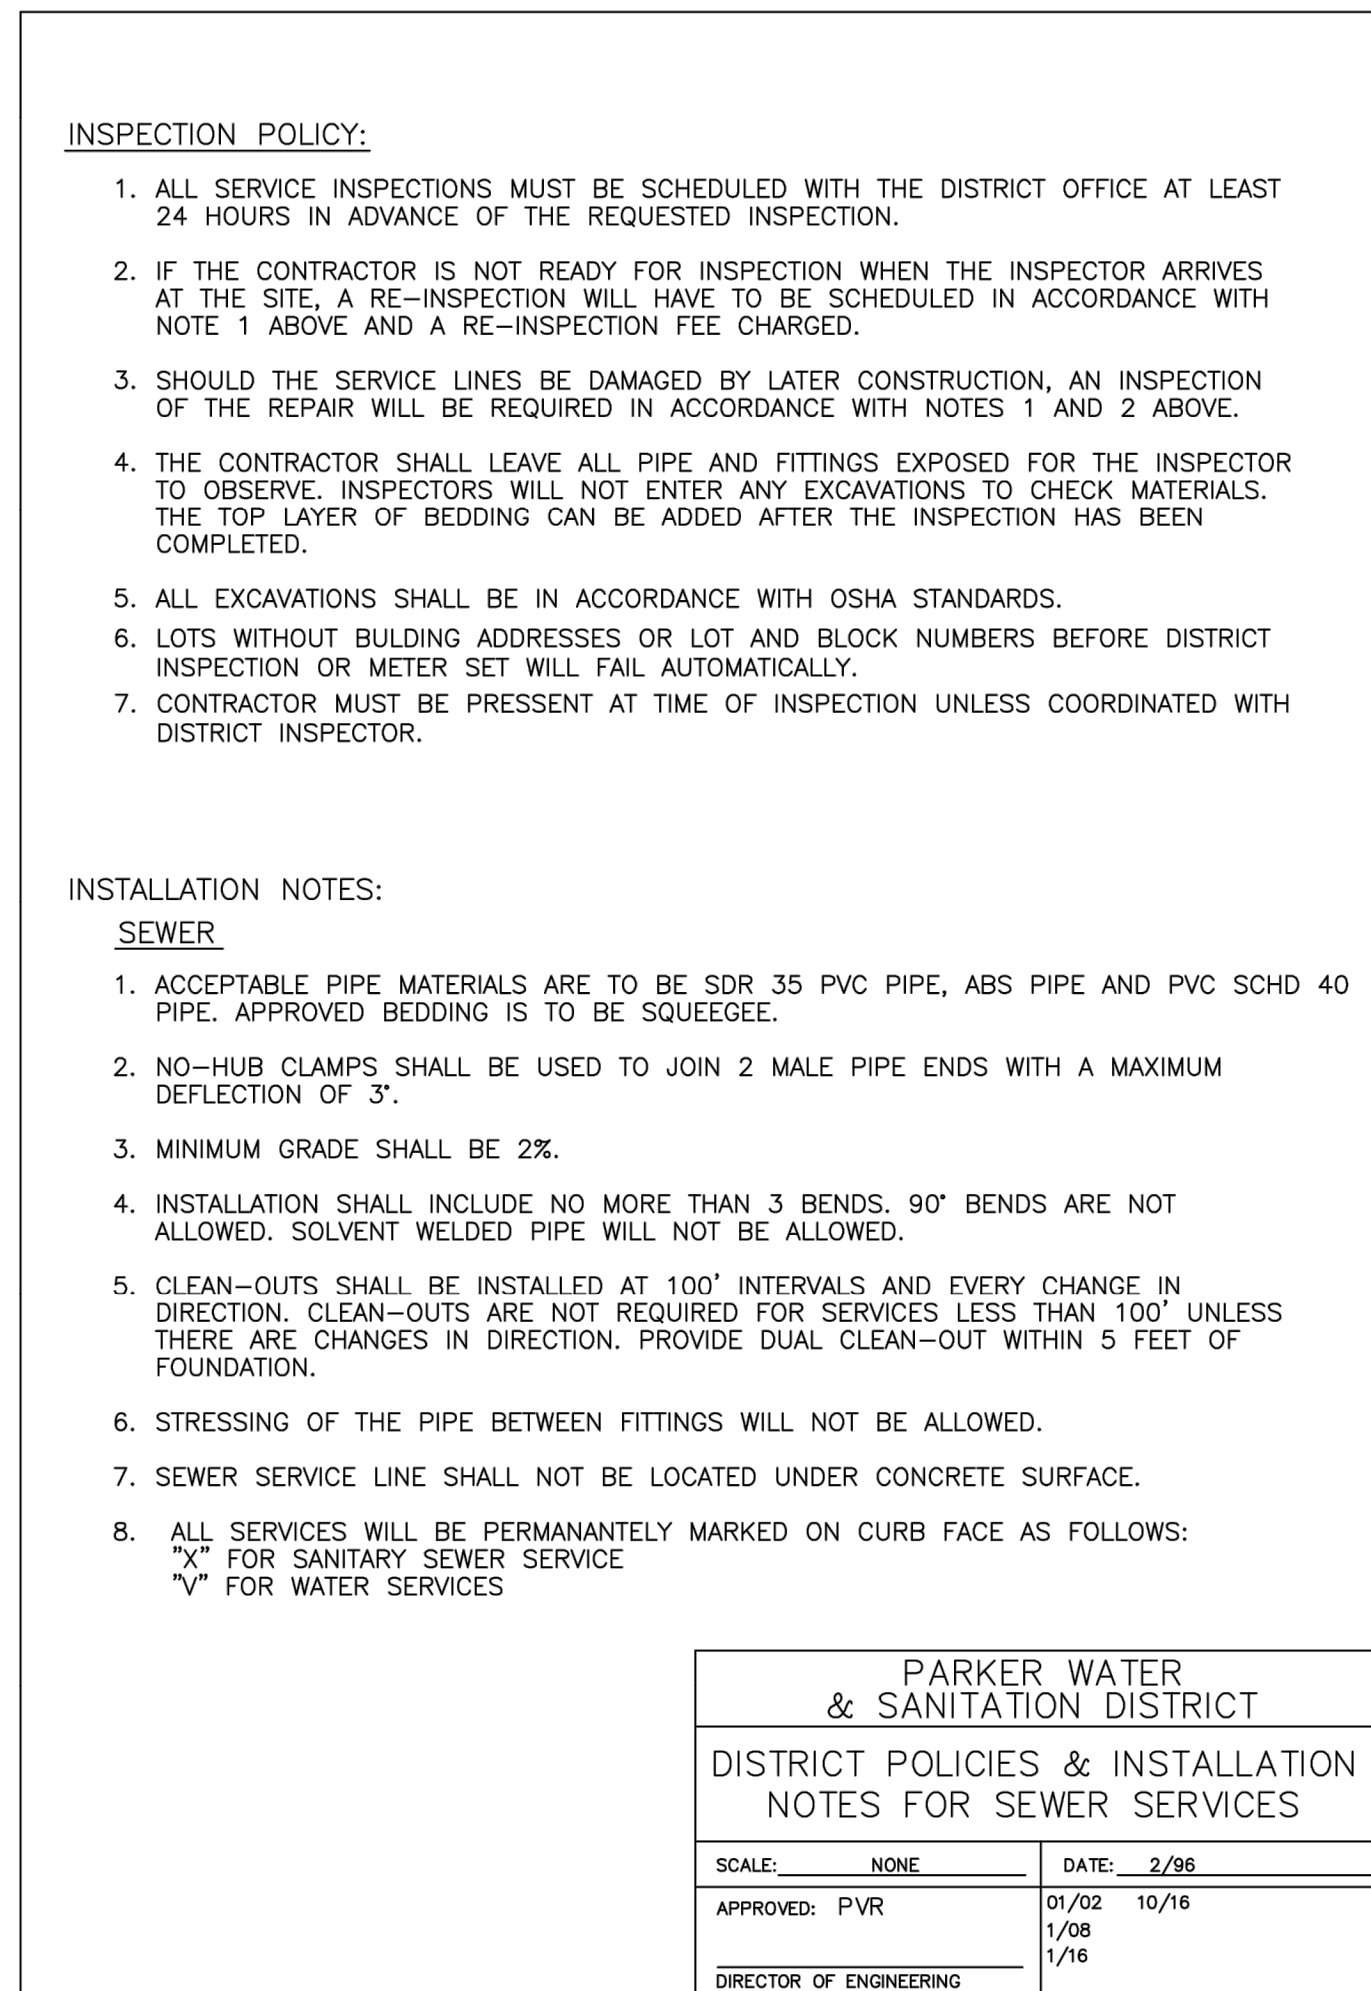 INSPECTION POLICY:
1. ALL SERVICE INSPECTIONS MUST BE SCHEDULED WITH THE DISTRICT OFFICE AT LEAST
24 HOURS IN ADVANCE OF THE REQUESTED INSPECTION.
2. IF THE CONTRACTOR IS NOT READY FOR INSPECTION WHEN THE INSPECTOR ARRIVES
AT THE SITE, A RE-INSPECTION WILL HAVE TO BE SCHEDULED IN ACCORDANCE WITH
NOTE 1 ABOVE AND A RE-INSPECTION FEE CHARGED.
3. SHOULD THE SERVICE LINES BE DAMAGED BY LATER CONSTRUCTION, AN INSPECTION
OF THE REPAIR WILL BE REQUIRED IN ACCORDANCE WITH NOTES 1 AND 2 ABOVE.
4. THE CONTRACTOR SHALL LEAVE ALL PIPE AND FITTINGS EXPOSED FOR THE INSPECTOR
TO OBSERVE. INSPECTORS WILL NOT ENTER ANY EXCAVATIONS TO CHECK MATERIALS.
THE TOP LAYER OF BEDDING CAN BE ADDED AFTER THE INSPECTION HAS BEEN
COMPLETED.
5. ALL EXCAVATIONS SHALL BE IN ACCORDANCE WITH OSHA STANDARDS.
6. LOTS WITHOUT BULDING ADDRESSES OR LOT AND BLOCK NUMBERS BEFORE DISTRICT
INSPECTION OR METER SET WILL FAIL AUTOMATICALLY.
7. CONTRACTOR MUST BE PRESSENT AT TIME OF INSPECTION UNLESS COORDINATED WITH
DISTRICT INSPECTOR.
INSTALLATION NOTES:
SEWER
1. ACCEPTABLE PIPE MATERIALS ARE TO BE SDR 35 PVC PIPE, ABS PIPE AND PVC SCHD 40
PIPE. APPROVED BEDDING IS TO BE SQUEEGEE.
2. NO-HUB CLAMPS SHALL BE USED TO JOIN 2 MALE PIPE ENDS WITH A MAXIMUM
DEFLECTION OF 3°.
3. MINIMUM GRADE SHALL BE 2%.
4. INSTALLATION SHALL INCLUDE NO MORE THAN 3 BENDS. 90° BENDS ARE NOT
ALLOWED. SOLVENT WELDED PIPE WILL NOT BE ALLOWED.
5. CLEAN-OUTS SHALL BE INSTALLED AT 100' INTERVALS AND EVERY CHANGE IN
DIRECTION. CLEAN-OUTS ARE NOT REQUIRED FOR SERVICES LESS THAN 100' UNLESS
THERE ARE CHANGES IN DIRECTION. PROVIDE DUAL CLEAN-OUT WITHIN 5 FEET OF
FOUNDATION.
6. STRESSING OF THE PIPE BETWEEN FITTINGS WILL NOT BE ALLOWED.
7. SEWER SERVICE LINE SHALL NOT BE LOCATED UNDER CONCRETE SURFACE.
8. ALL SERVICES WILL BE PERMANANTELY MARKED ON CURB FACE AS FOLLOWS:
"X" FOR SANITARY SEWER SERVICE
"V" FOR WATER SERVICES
PARKER WATER
& SANITATION DISTRICT
DISTRICT POLICIES & INSTALLATION
NOTES FOR SEWER SERVICES
SCALE: NONE DATE: 2/96
APPROVED: PVR
01/02 10/16
1/08
1/16
DIRECTOR OF ENGINEERING